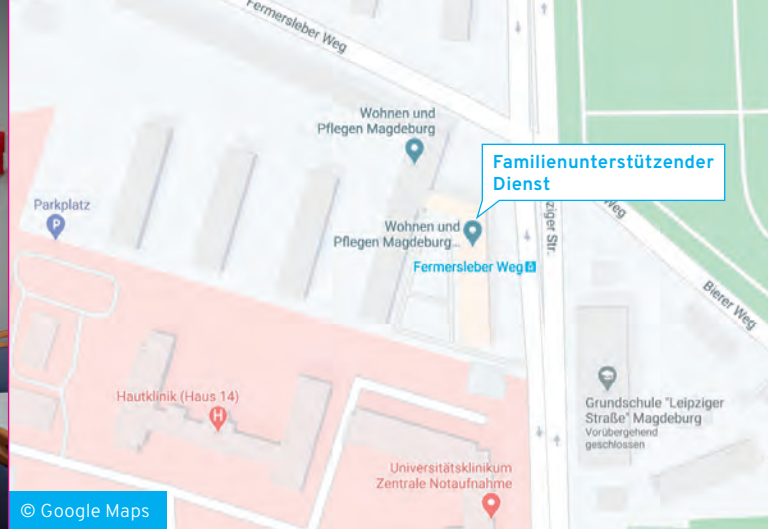 Fermersleber Weg
Wohnen und
Pflegen Magdeburg
Familienunterstützender
Dienst
Parkplatz
P
Wohnen und
Pflegen Magdeburg...
ziger Str.
Weg
Fermersleber Weg
Bierer Weg
Hautklinik (Haus 14)
H
Grundschule "Leipziger
Straße" Magdeburg
Vorübergehend
geschlossen
Universitätsklinikum
Zentrale Notaufnahme
© Google Maps